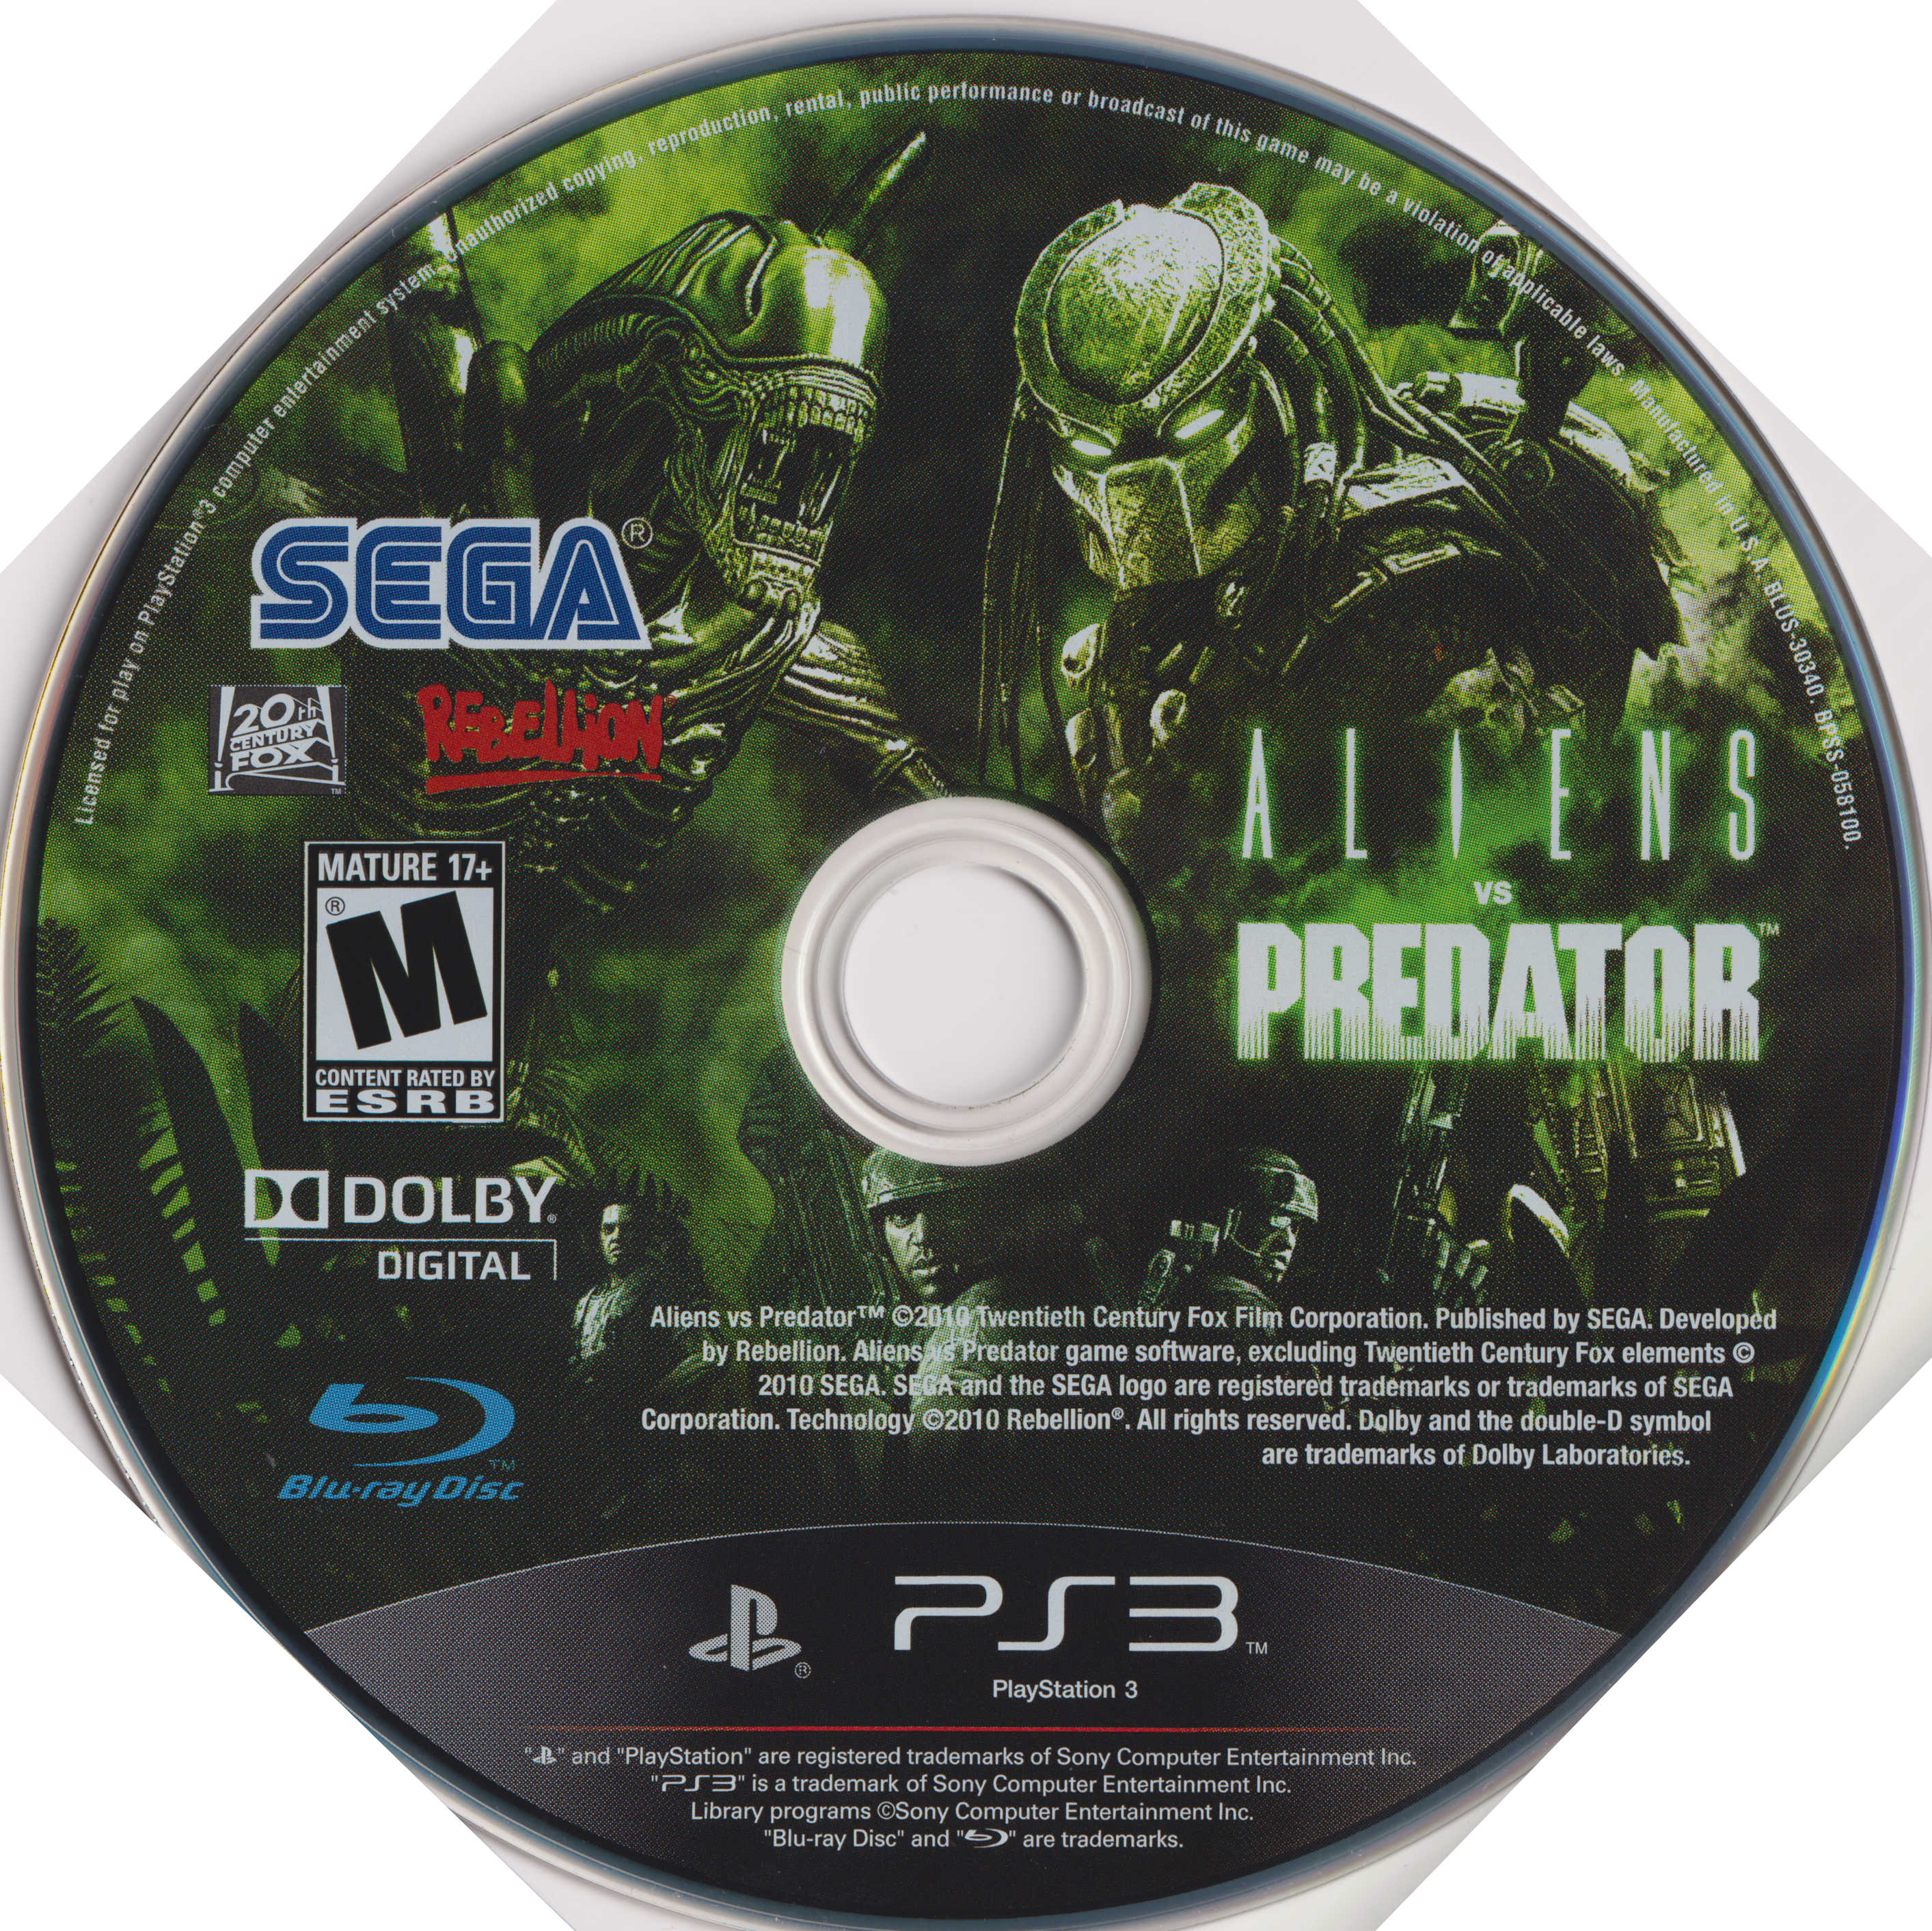 Licensed for play on PlayStation®3 computer entertainment system. Unauthorized copying, reproduction, rental, public performance or broadcast of this game may be a violation of applicable laws. Manufactured in U.S.A. BLUS-30340. BPSS-058100.
SEGA®
20TH
CENTURY
FOX
TM
REBELLION
ALIENS
VS
PREDATOR™
MATURE 17+
®
M
CONTENT RATED BY
ESRB
DOLBY®
DIGITAL
Aliens vs Predator™ ©2010 Twentieth Century Fox Film Corporation. Published by SEGA. Developed
by Rebellion. Aliens vs Predator game software, excluding Twentieth Century Fox elements ©
2010 SEGA. SEGA and the SEGA logo are registered trademarks or trademarks of SEGA
Corporation. Technology ©2010 Rebellion®. All rights reserved. Dolby and the double-D symbol
are trademarks of Dolby Laboratories.
TM
Blu-ray Disc
® PS3™
PlayStation 3
" " and "PlayStation" are registered trademarks of Sony Computer Entertainment Inc.
"PS3" is a trademark of Sony Computer Entertainment Inc.
Library programs ©Sony Computer Entertainment Inc.
"Blu-ray Disc" and " " are trademarks.